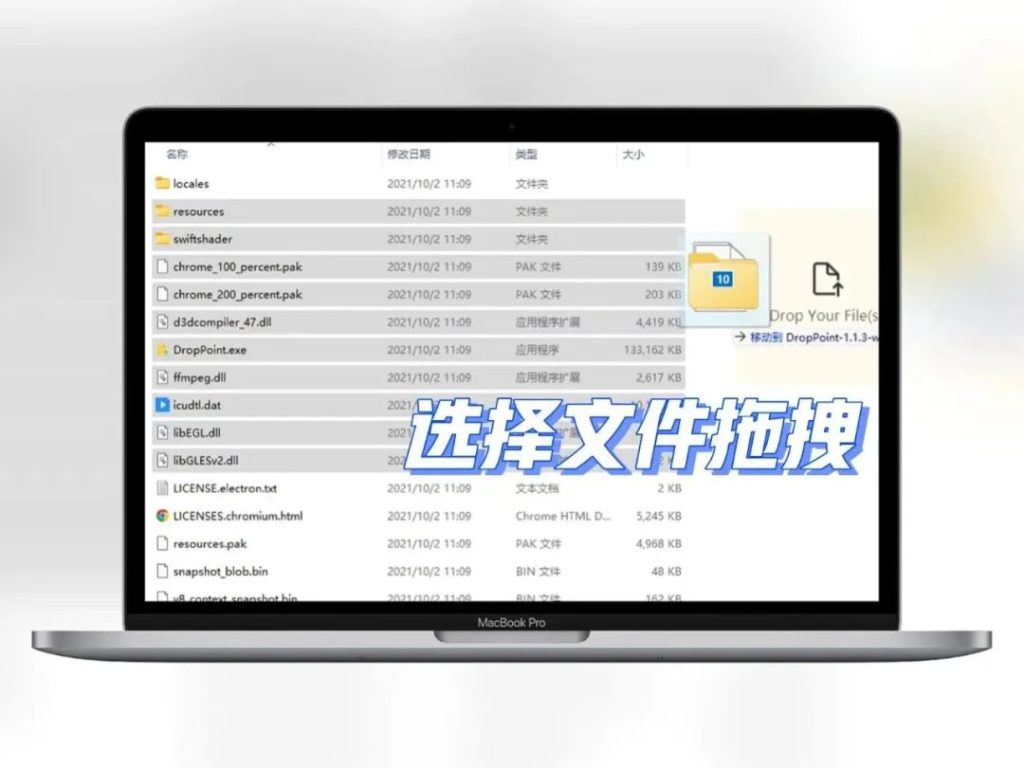 名称 修改日期 类型 大小
locales 2021/10/2 11:09 文件夹
resources 2021/10/2 11:09 文件夹
swiftshader 2021/10/2 11:09 文件夹
chrome_100_percent.pak 2021/10/2 11:09 PAK 文件 139 KB
chrome_200_percent.pak 2021/10/2 11:09 PAK 文件 203 KB
10
d3dcompiler_47.dll 2021/10/2 11:09 应用程序扩展 4,419 KB
Drop Your File(s
DropPoint.exe 2021/10/2 11:09 应用程序 133,162 KB
移动到 DropPoint-1.1.3-w
ffmpeg.dll 2021/10/2 11:09 应用程序扩展 2,617 KB
icudtl.dat
libEGL.dll
选择文件拖拽
libGLESv2.dll
LICENSE.electron.txt 2021/10/2 11:09 文本文档 2 KB
LICENSES.chromium.html 2021/10/2 11:09 Chrome HTML D... 5,245 KB
resources.pak 2021/10/2 11:09 PAK 文件 4,968 KB
snapshot_blob.bin 2021/10/2 11:09 BIN 文件 48 KB
v8_context_snapshot.bin 2021/10/2 11:09 BIN 文件 162 KB
MacBook Pro